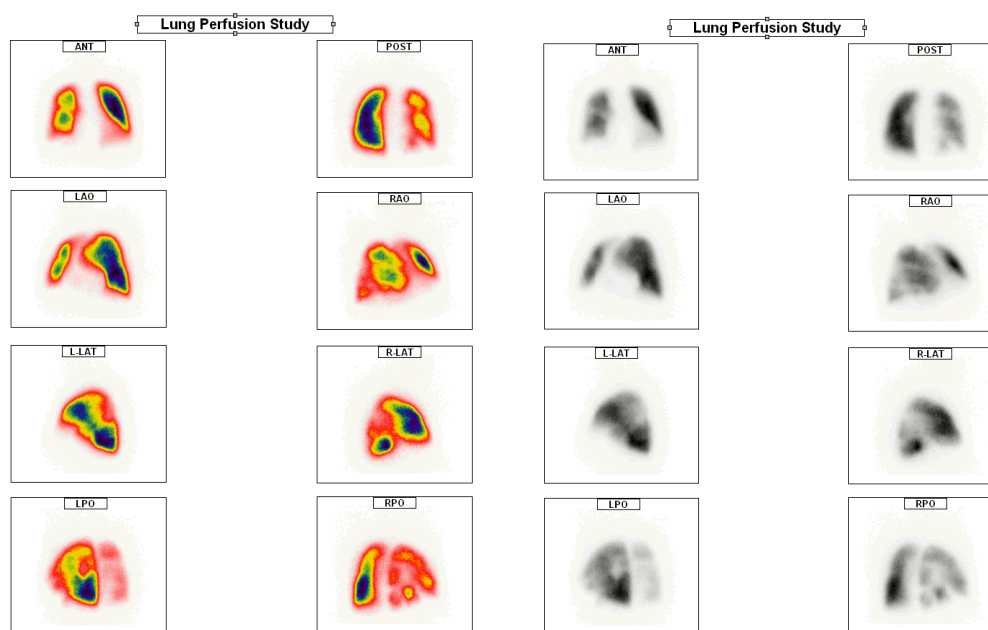 Lung Perfusion Study
Lung Perfusion Study
ANT
POST
ANT
POST
LAO
RAO
LAO
RAO
L-LAT
R-LAT
L-LAT
R-LAT
LPO
RPO
LPO
RPO